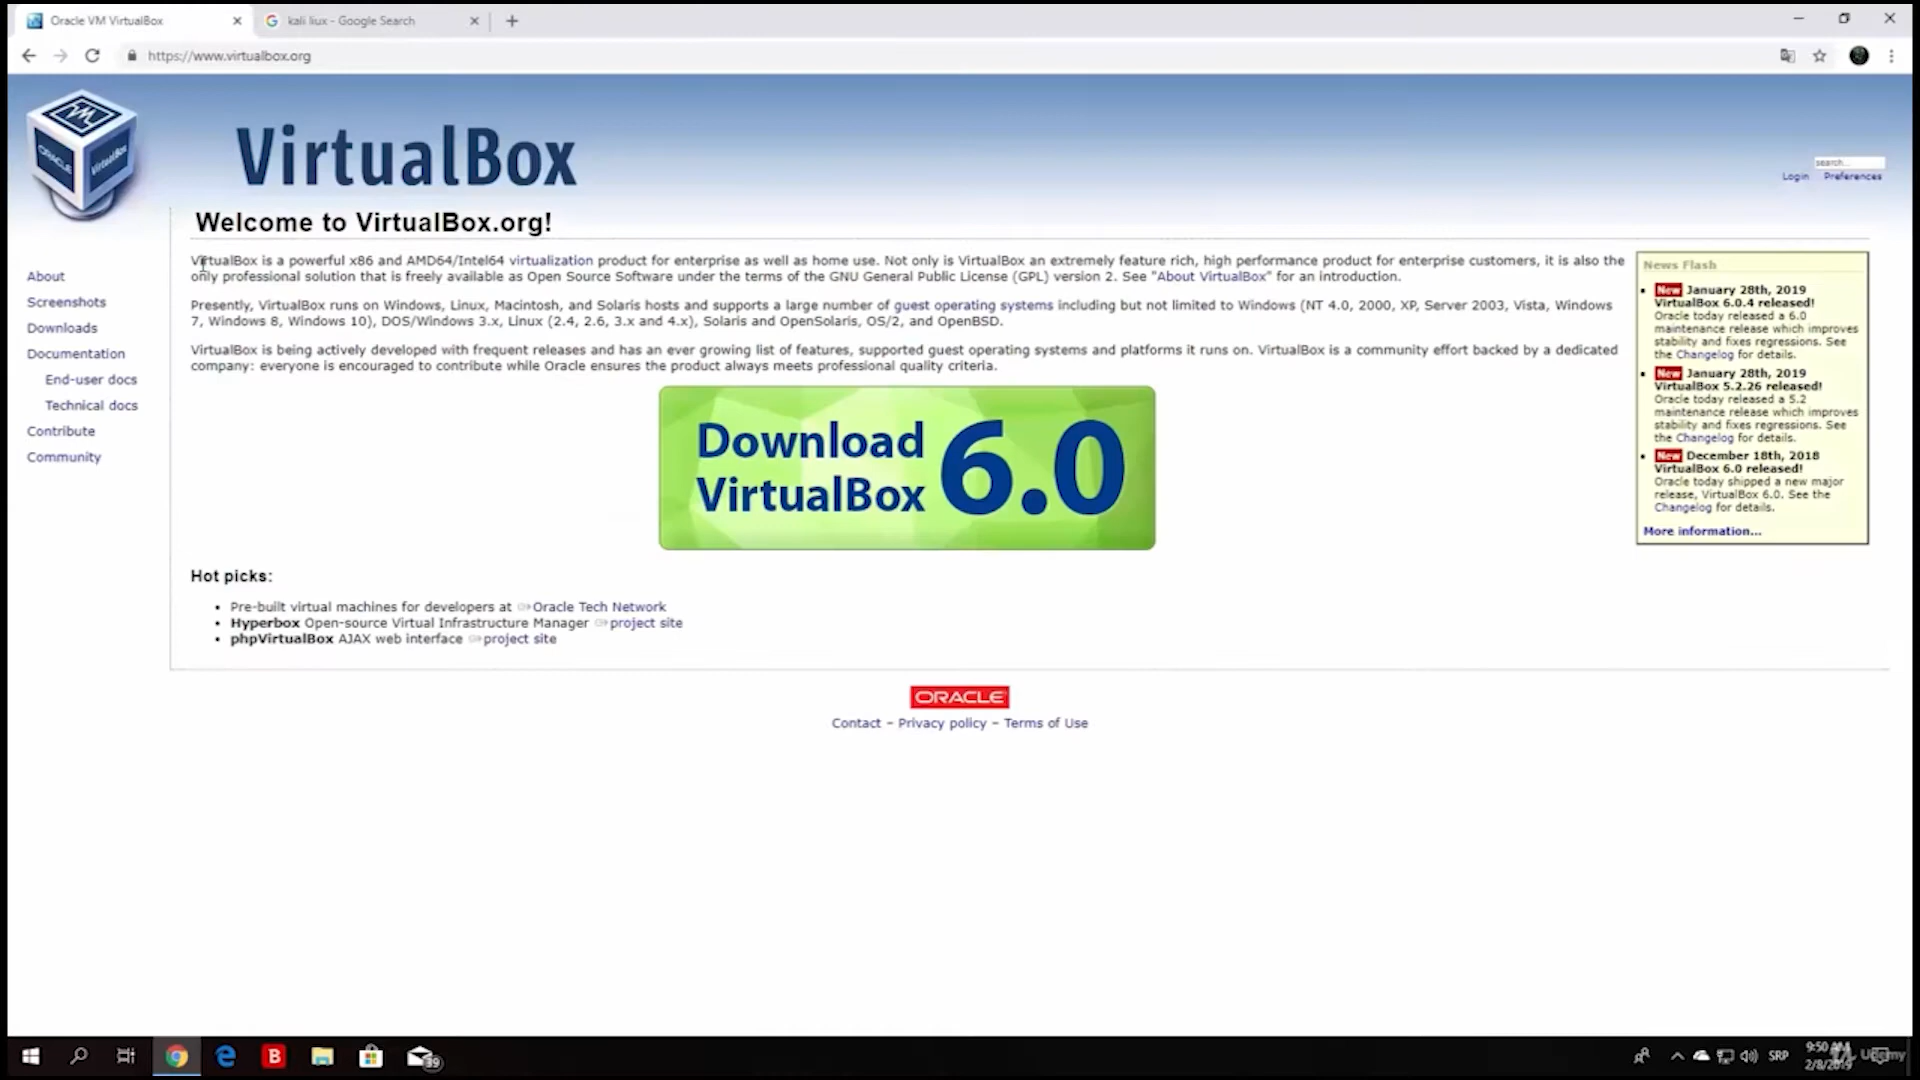 Oracle VM VirtualBox
kali liux - Google Search
https://www.virtualbox.org
ORACLE
VirtualBox
VirtualBox
search...
Login Preferences
Welcome to VirtualBox.org!
About
Screenshots
Downloads
Documentation
End-user docs
Technical docs
Contribute
Community
VirtualBox is a powerful x86 and AMD64/Intel64 virtualization product for enterprise as well as home use. Not only is VirtualBox an extremely feature rich, high performance product for enterprise customers, it is also the
only professional solution that is freely available as Open Source Software under the terms of the GNU General Public License (GPL) version 2. See "About VirtualBox" for an introduction.
Presently, VirtualBox runs on Windows, Linux, Macintosh, and Solaris hosts and supports a large number of guest operating systems including but not limited to Windows (NT 4.0, 2000, XP, Server 2003, Vista, Windows
7, Windows 8, Windows 10), DOS/Windows 3.x, Linux (2.4, 2.6, 3.x and 4.x), Solaris and OpenSolaris, OS/2, and OpenBSD.
VirtualBox is being actively developed with frequent releases and has an ever growing list of features, supported guest operating systems and platforms it runs on. VirtualBox is a community effort backed by a dedicated
company: everyone is encouraged to contribute while Oracle ensures the product always meets professional quality criteria.
Download
VirtualBox 6.0
News Flash
New January 28th, 2019
VirtualBox 6.0.4 released!
Oracle today released a 6.0
maintenance release which improves
stability and fixes regressions. See
the Changelog for details.
New January 28th, 2019
VirtualBox 5.2.26 released!
Oracle today released a 5.2
maintenance release which improves
stability and fixes regressions. See
the Changelog for details.
New December 18th, 2018
VirtualBox 6.0 released!
Oracle today shipped a new major
release, VirtualBox 6.0. See the
Changelog for details.
More information...
Hot picks:
• Pre-built virtual machines for developers at Oracle Tech Network
• Hyperbox Open-source Virtual Infrastructure Manager project site
• phpVirtualBox AJAX web interface project site
ORACLE
Contact – Privacy policy – Terms of Use
39
SRP
9:50 AM
2/8/2019
Udemy